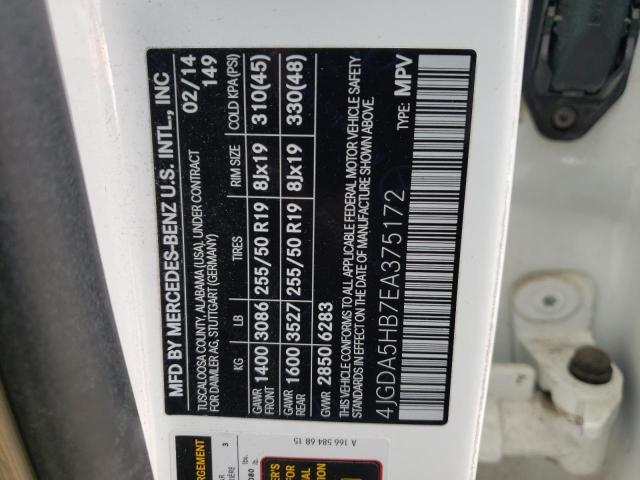 MFD BY MERCEDES-BENZ U.S. INTL., INC
TUSCALOOSA COUNTY, ALABAMA (USA), UNDER CONTRACT
FOR DAIMLER AG, STUTTGART (GERMANY)
02/14
149
KG LB TIRES RIM SIZE COLD KPA(PSI)
GAWR FRONT 1400 3086 255/50 R19 8Jx19 310(45)
GAWR REAR 1600 3527 255/50 R19 8Jx19 330(48)
GVWR 2850 6283
THIS VEHICLE CONFORMS TO ALL APPLICABLE FEDERAL MOTOR VEHICLE SAFETY
STANDARDS IN EFFECT ON THE DATE OF MANUFACTURE SHOWN ABOVE.
4JGDA5HB7EA375172 TYPE: MPV
A 166 584 68 15
3